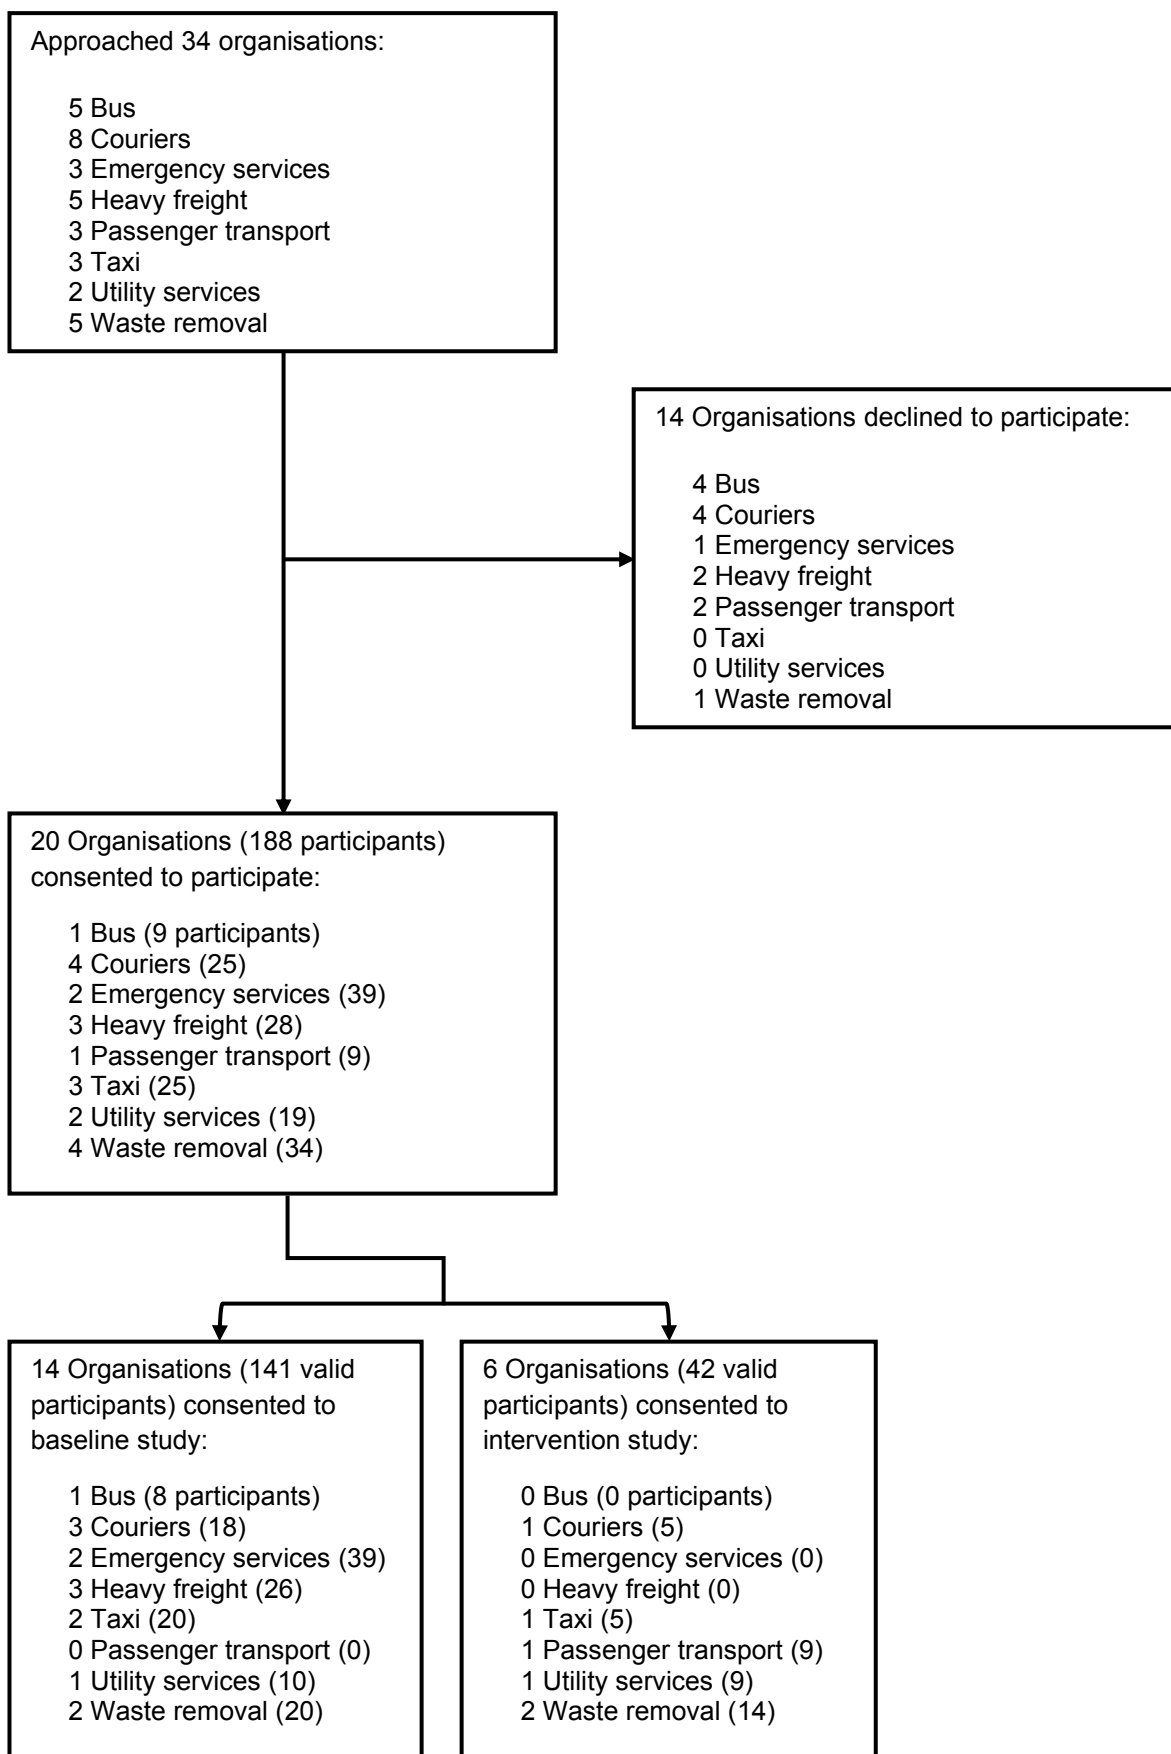 Approached 34 organisations:
5 Bus
8 Couriers
3 Emergency services
5 Heavy freight
3 Passenger transport
3 Taxi
2 Utility services
5 Waste removal
14 Organisations declined to participate:
4 Bus
4 Couriers
1 Emergency services
2 Heavy freight
2 Passenger transport
0 Taxi
0 Utility services
1 Waste removal
20 Organisations (188 participants)
consented to participate:
1 Bus (9 participants)
4 Couriers (25)
2 Emergency services (39)
3 Heavy freight (28)
1 Passenger transport (9)
3 Taxi (25)
2 Utility services (19)
4 Waste removal (34)
14 Organisations (141 valid
participants) consented to
baseline study:
1 Bus (8 participants)
3 Couriers (18)
2 Emergency services (39)
3 Heavy freight (26)
2 Taxi (20)
0 Passenger transport (0)
1 Utility services (10)
2 Waste removal (20)
6 Organisations (42 valid
participants) consented to
intervention study:
0 Bus (0 participants)
1 Couriers (5)
0 Emergency services (0)
0 Heavy freight (0)
1 Taxi (5)
1 Passenger transport (9)
1 Utility services (9)
2 Waste removal (14)